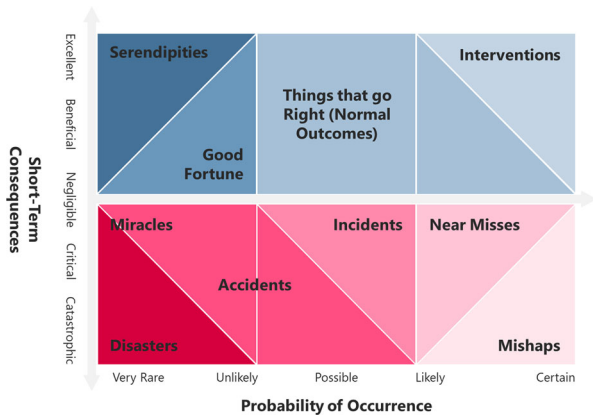 Short-Term
Consequences
Excellent
Beneficial
Negligible
Critical
Catastrophic
Serendipities
Good
Fortune
Things that go
Right (Normal
Outcomes)
Interventions
Miracles
Disasters
Accidents
Incidents
Near Misses
Mishaps
Very Rare
Unlikely
Possible
Likely
Certain
Probability of Occurrence